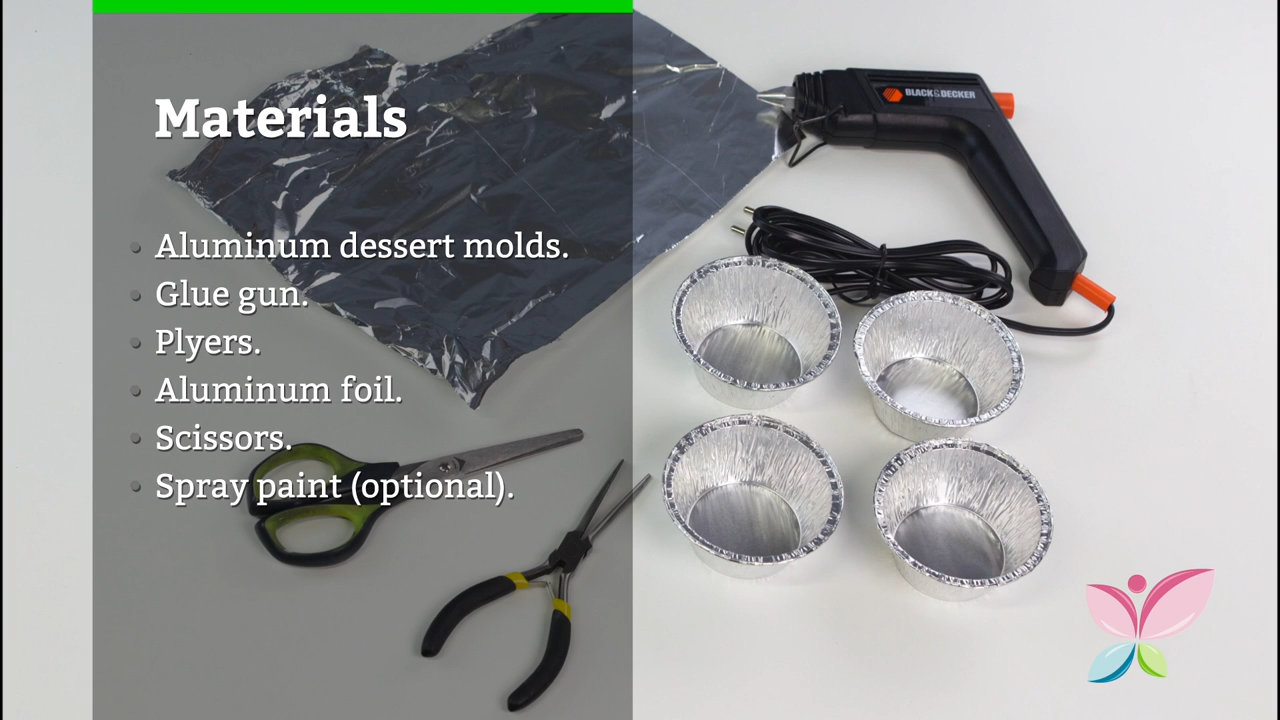 BLACK&DECKER
Materials
Aluminum dessert molds.
Glue gun.
Plyers.
Aluminum foil.
Scissors.
Spray paint (optional).